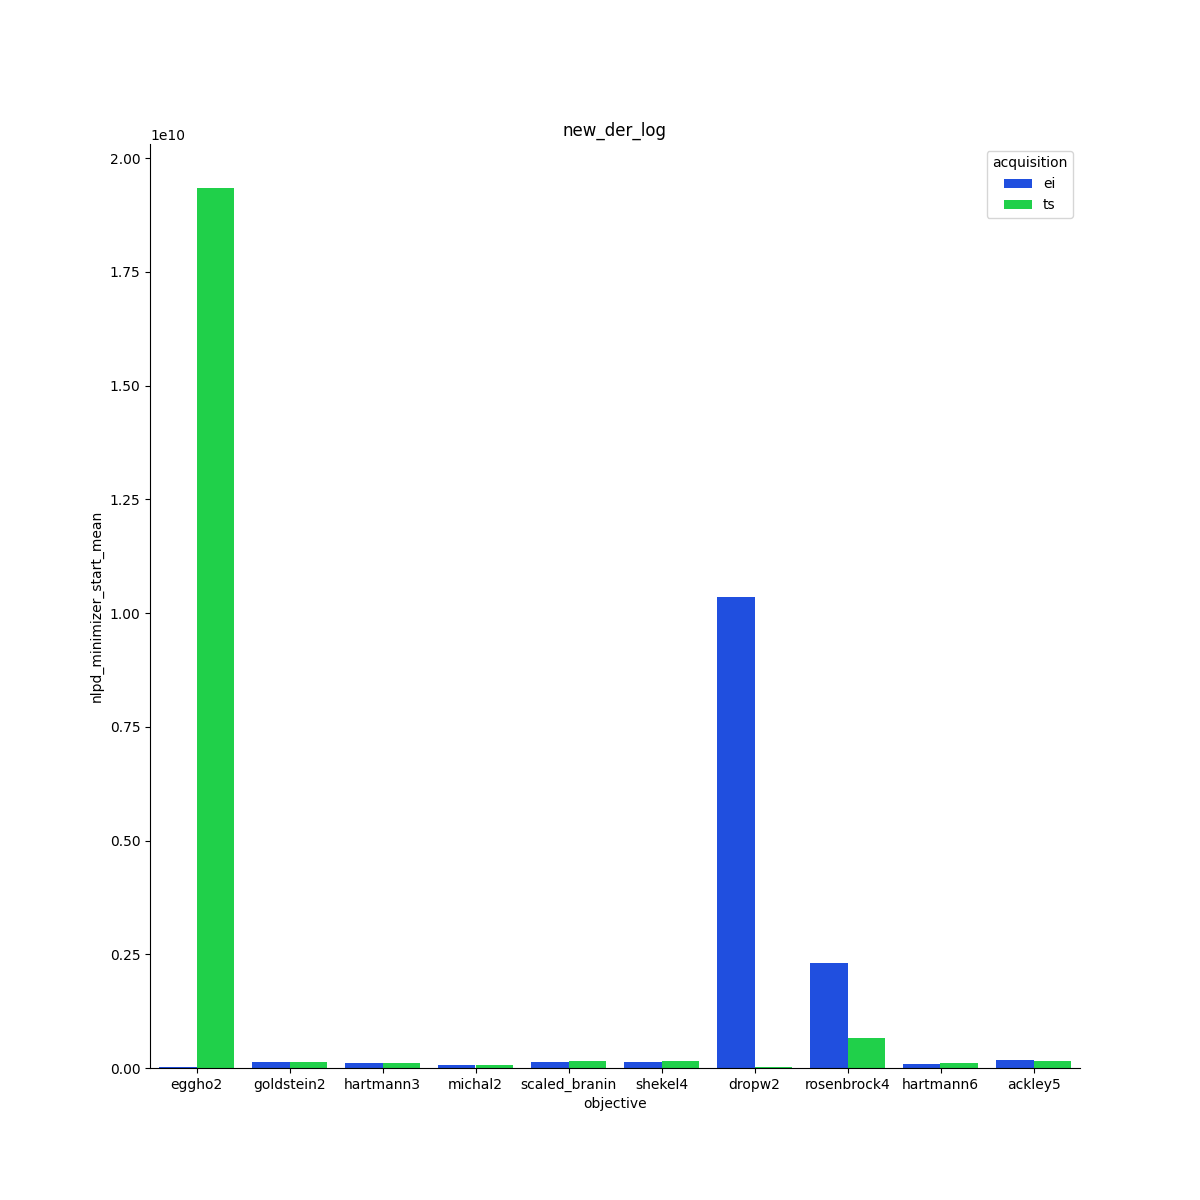 new_der_log
1e10
2.00
1.75
1.50
1.25
1.00
0.75
0.50
0.25
0.00
nlpd_minimizer_start_mean
acquisition
ei
ts
eggho2 goldstein2 hartmann3 michal2 scaled_branin shekel4 dropw2 rosenbrock4 hartmann6 ackley5
objective